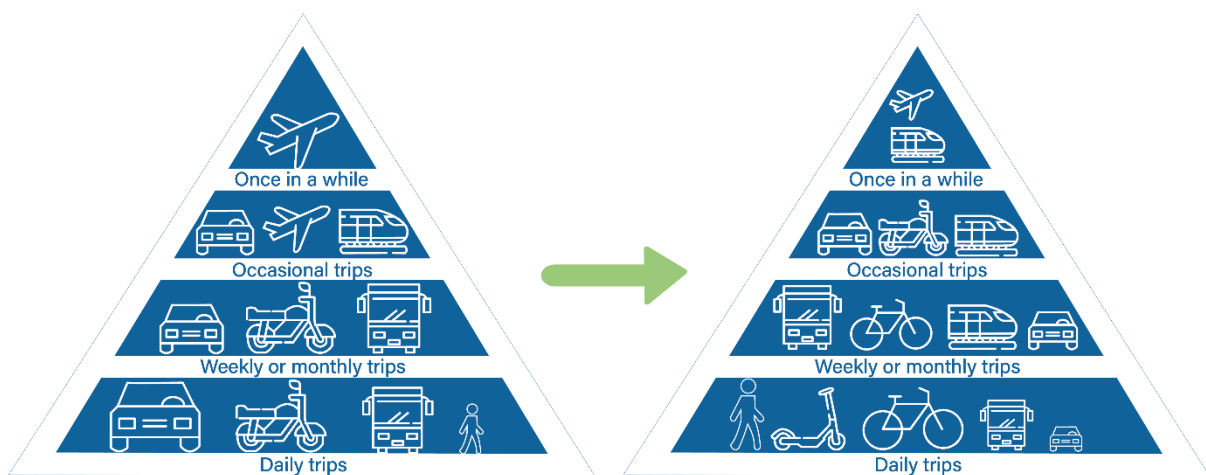 Once in a while
Occasional trips
Weekly or monthly trips
Daily trips
Once in a while
Occasional trips
Weekly or monthly trips
Daily trips